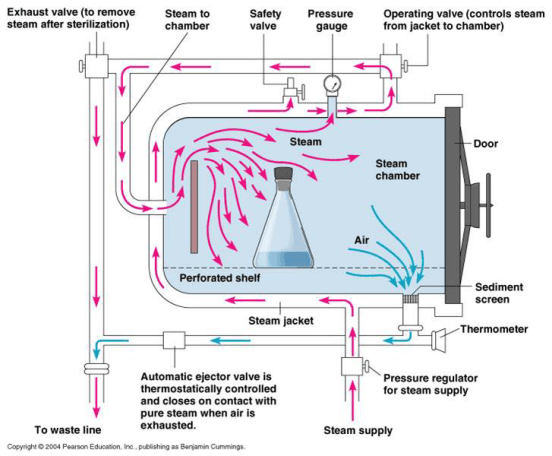 Exhaust valve (to remove
steam after sterilization)
Steam to
chamber
Safety
valve
Pressure
gauge
Operating valve (controls steam
from jacket to chamber)
Steam
Steam
chamber
Door
Air
Perforated shelf
Sediment
screen
Steam jacket
Thermometer
Automatic ejector valve is
thermostatically controlled
and closes on contact with
pure steam when air is
exhausted.
Pressure regulator
for steam supply
To waste line
Steam supply
Copyright © 2004 Pearson Education, Inc., publishing as Benjamin Cummings.